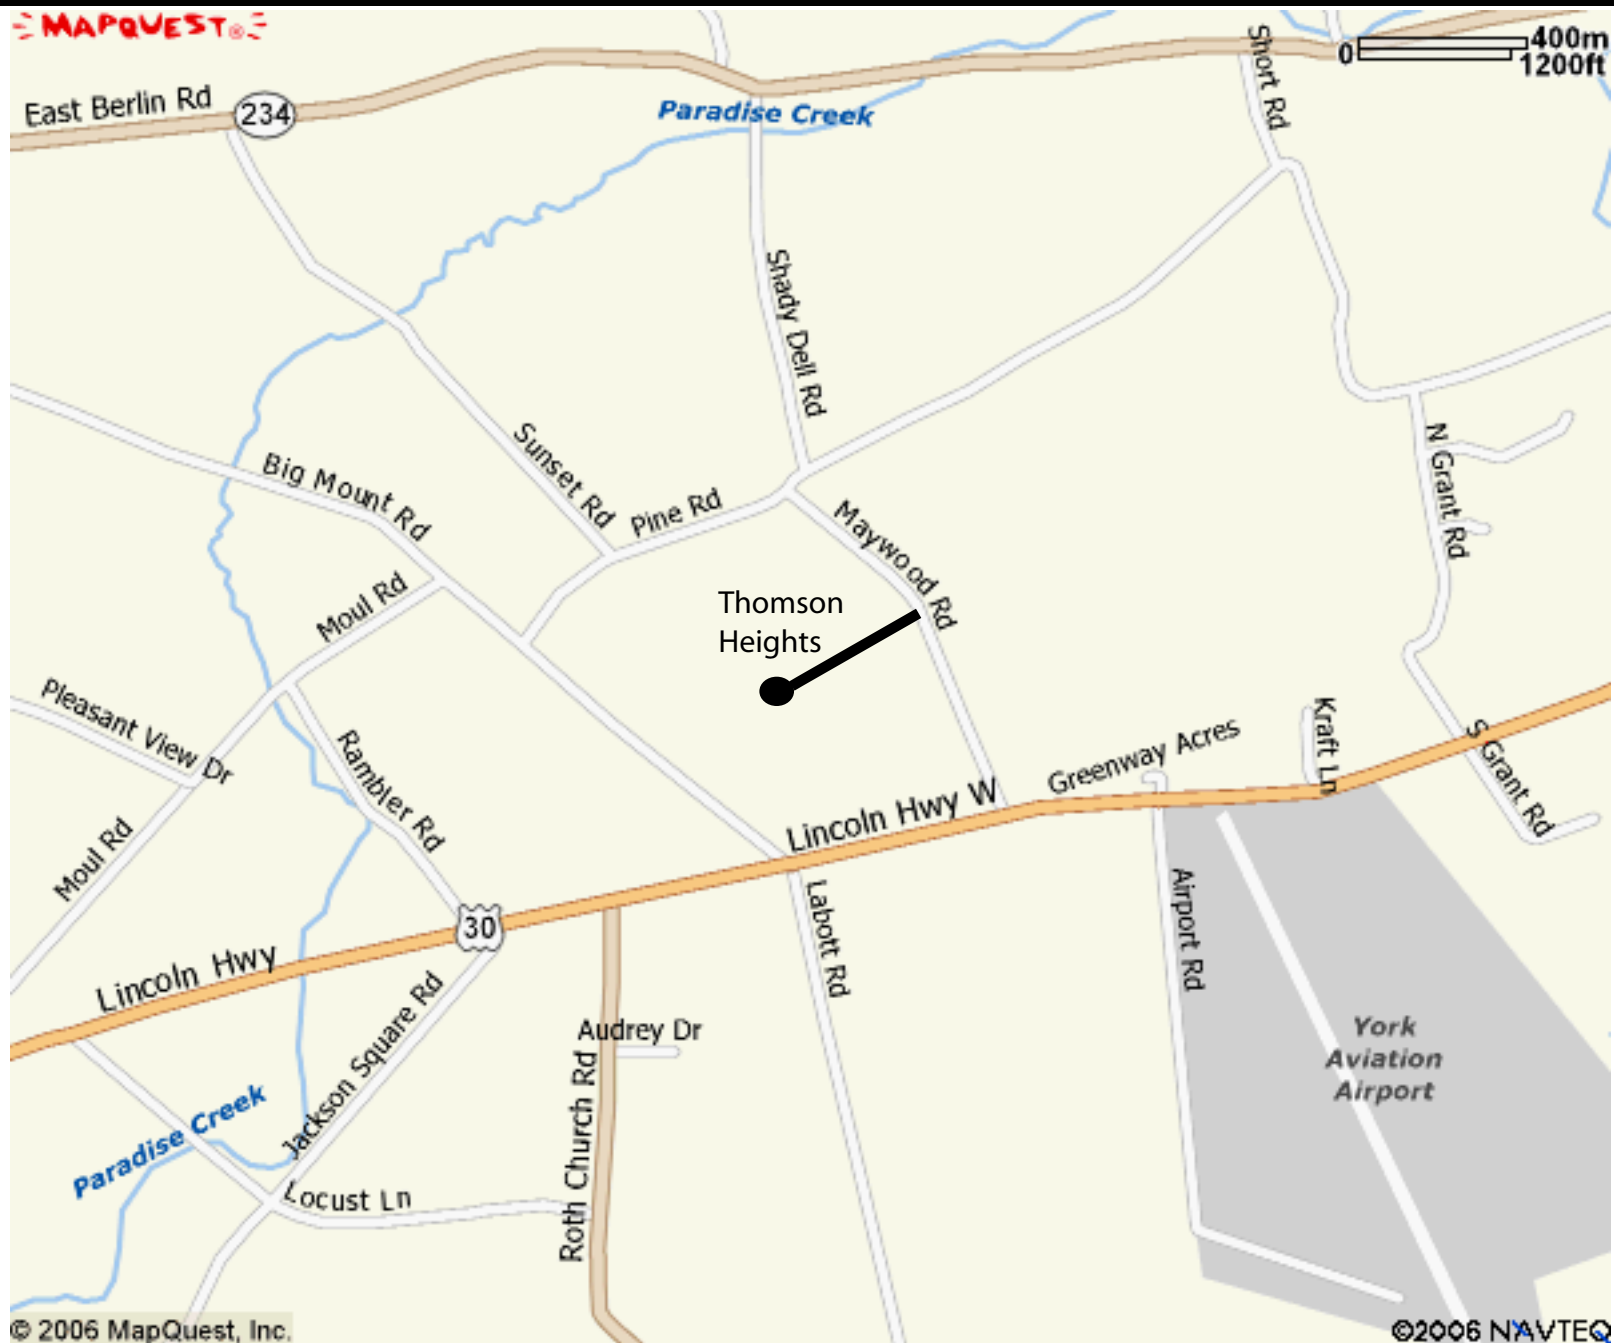 MAPQUEST®
400m
0
1200ft
East Berlin Rd
234
Paradise Creek
Short Rd
Shady Dell Rd
Sunset Rd
Big Mount Rd
Pine Rd
Maywood Rd
N Grant Rd
Moul Rd
Thomson
Heights
Pleasant View Dr
Rambler Rd
Kraft Ln
Greenway Acres
S Grant Rd
Lincoln Hwy W
Moul Rd
Labott Rd
Airport Rd
30
Lincoln Hwy
Jackson Square Rd
Audrey Dr
York
Aviation
Airport
Paradise Creek
Roth Church Rd
Locust Ln
© 2006 MapQuest, Inc.
©2006 NAVTEQ